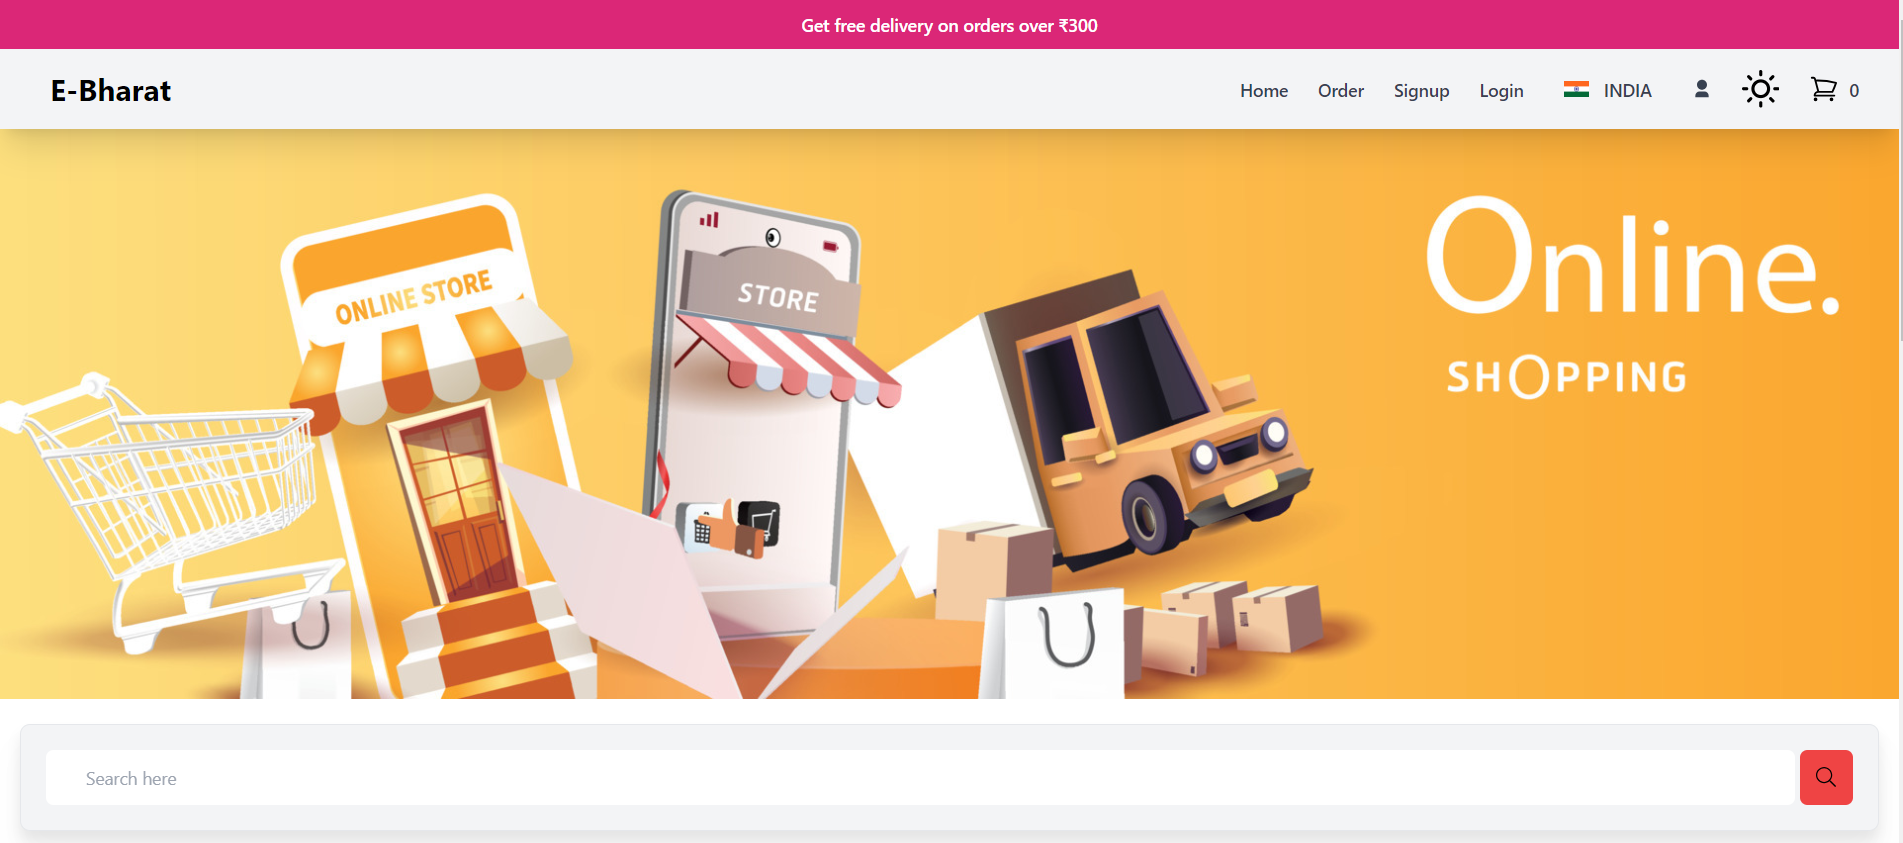 Get free delivery on orders over ₹300
E-Bharat
Home Order Signup Login INDIA 0
ONLINE STORE
STORE
Online.
SHOPPING
Search here